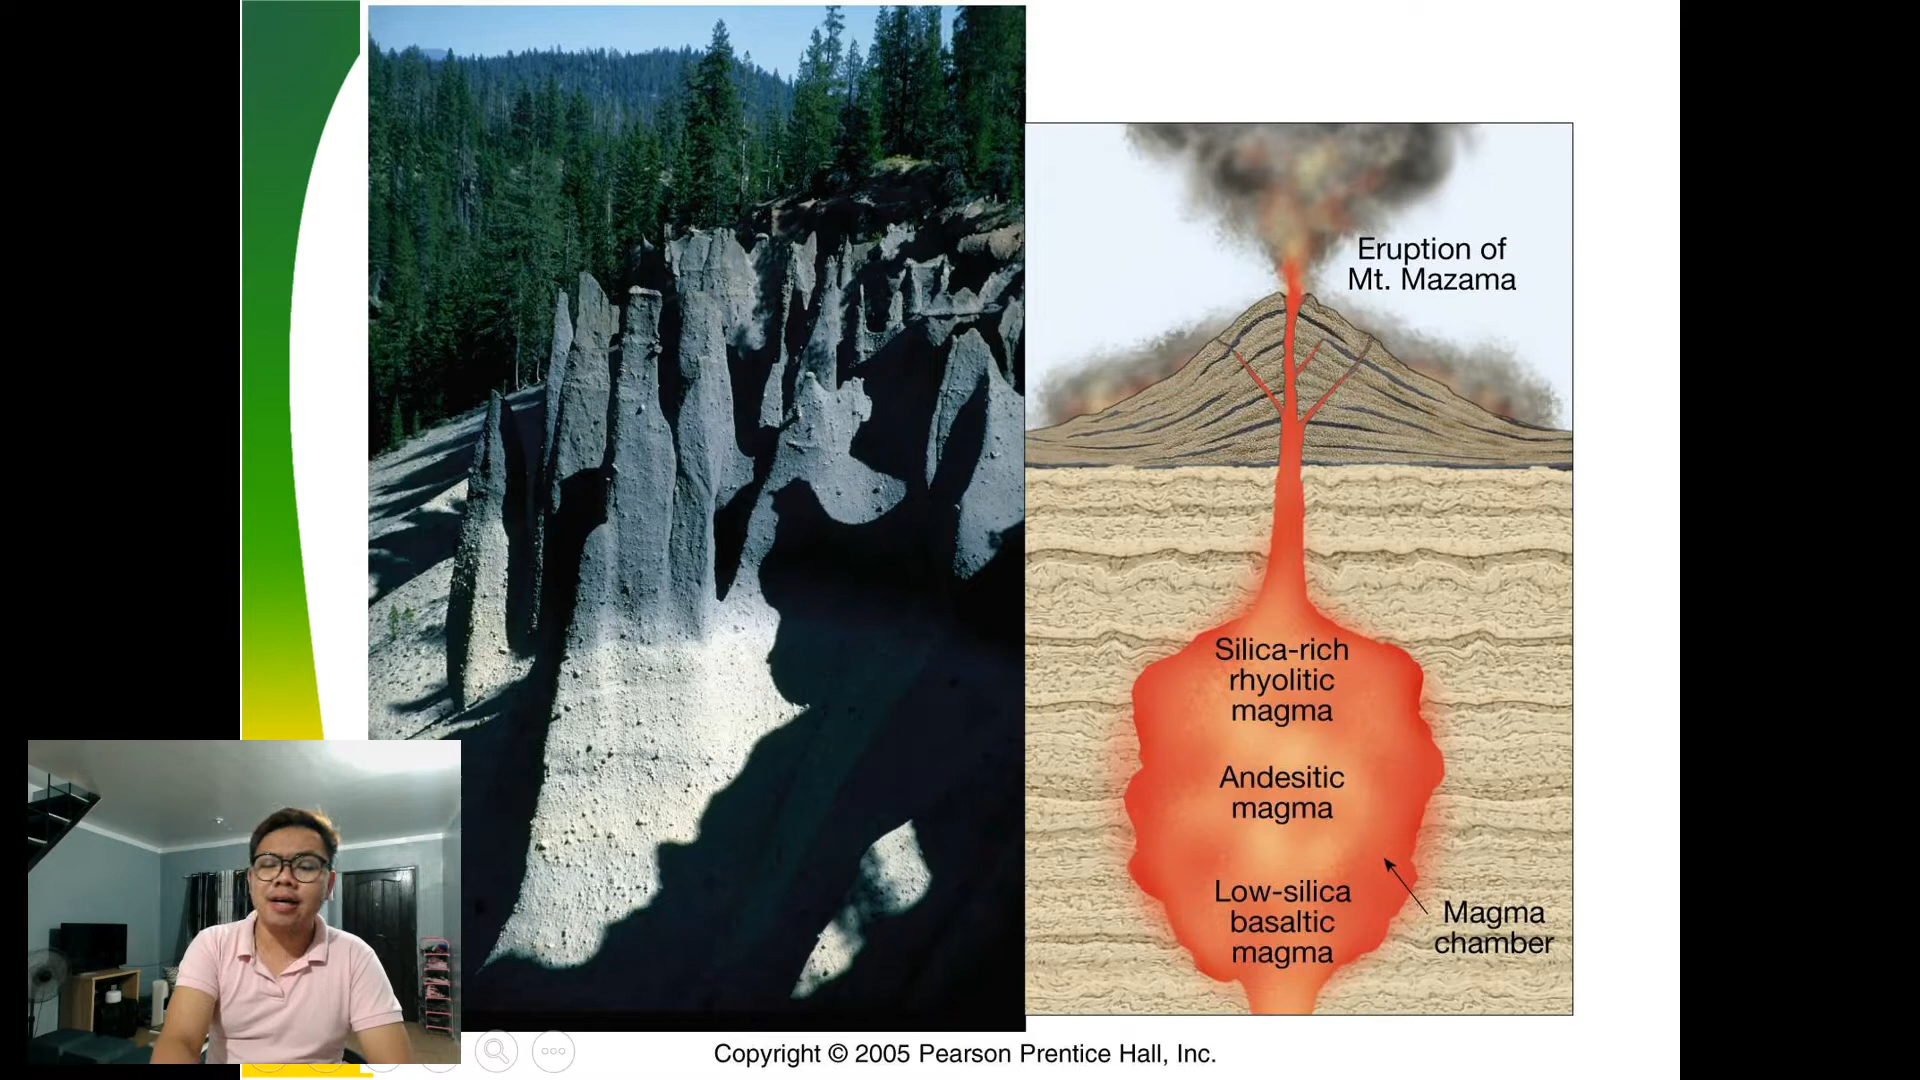 Eruption of
Mt. Mazama
Silica-rich
rhyolitic
magma
Andesitic
magma
Low-silica
basaltic
magma
Magma
chamber
Copyright © 2005 Pearson Prentice Hall, Inc.